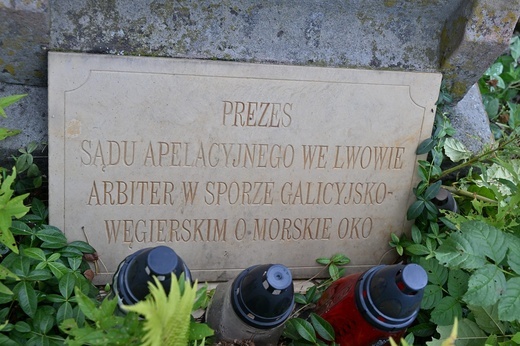 PREZES
SĄDU APELACYJNEGO WE LWOWIE
ARBITER W SPORZE GALICYJSKO-
WĘGIERSKIM O MORSKIE OKO